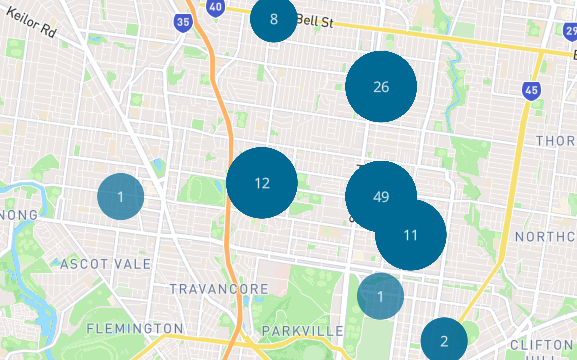 Keilor Rd
35
40
8
Bell St
29
26
45
THOR
12
1
49
NONG
11
NORTHC
ASCOT VALE
TRAVANCORE
1
FLEMINGTON
PARKVILLE
2
CLIFTON
HILL